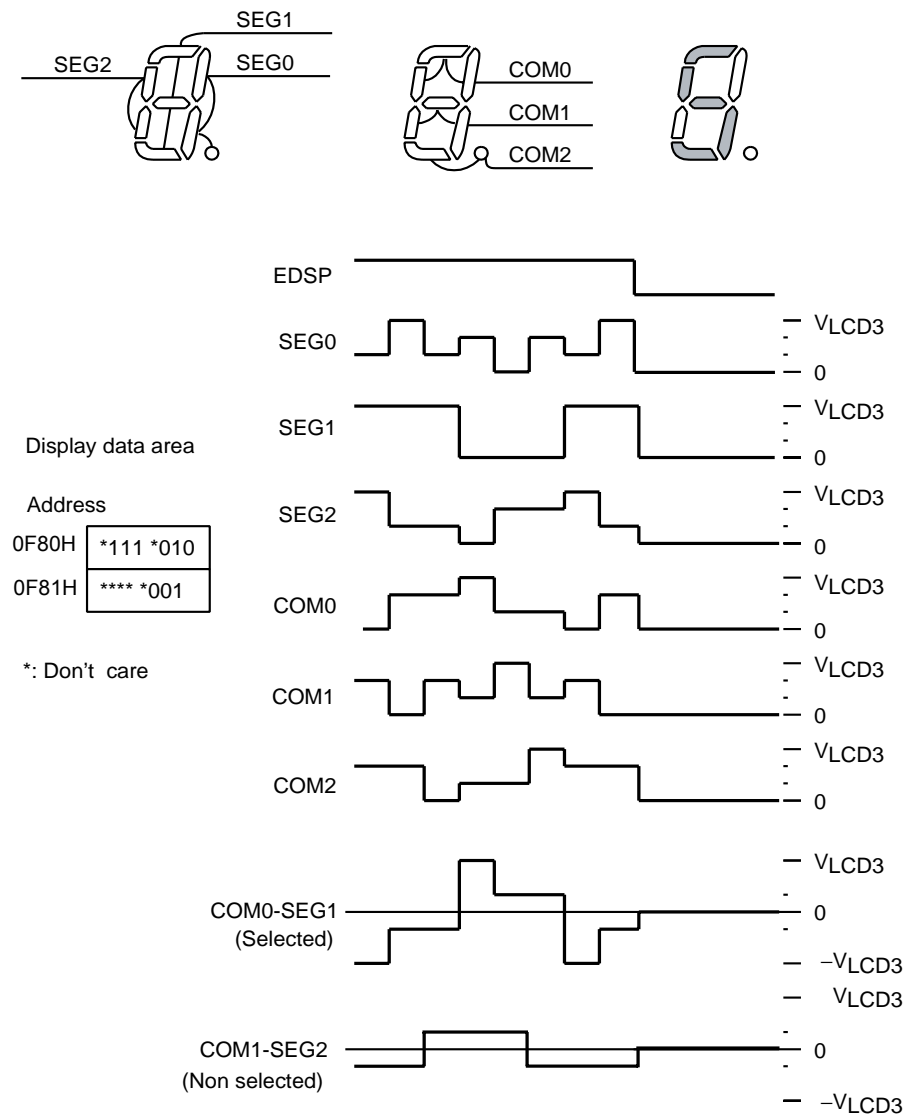 SEG1
SEG2
SEG0
COM0
COM1
COM2
EDSP
SEG0
VLCD3
0
SEG1
VLCD3
0
Display data area
SEG2
VLCD3
0
Address
0F80H *111 *010
0F81H **** *001
COM0
VLCD3
0
*: Don't care
COM1
VLCD3
0
COM2
VLCD3
0
VLCD3
COM0-SEG1
(Selected)
0
−VLCD3
VLCD3
COM1-SEG2
(Non selected)
0
−VLCD3